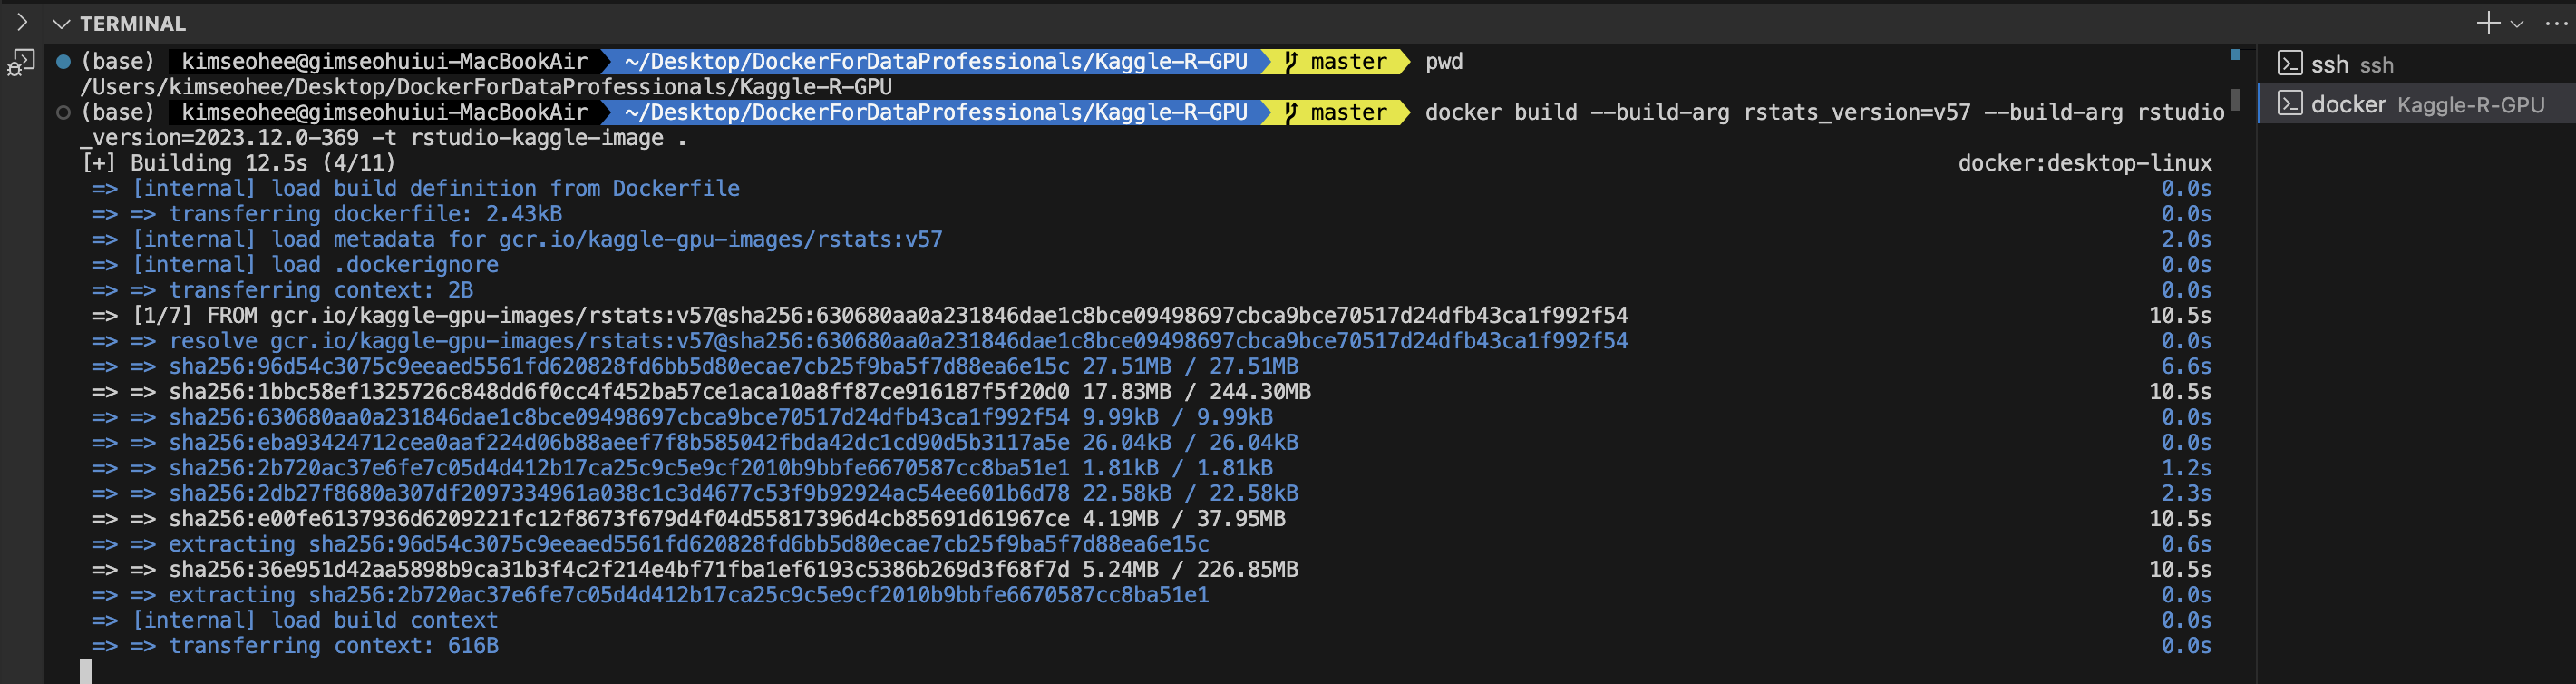 TERMINAL
(base) kimseohee@gimseohuiui-MacBookAir ~/Desktop/DockerForDataProfessionals/Kaggle-R-GPU master pwd
/Users/kimseohee/Desktop/DockerForDataProfessionals/Kaggle-R-GPU
(base) kimseohee@gimseohuiui-MacBookAir ~/Desktop/DockerForDataProfessionals/Kaggle-R-GPU master docker build --build-arg rstats_version=v57 --build-arg rstudio
_version=2023.12.0-369 -t rstudio-kaggle-image .
[+] Building 12.5s (4/11) docker:desktop-linux
=> [internal] load build definition from Dockerfile 0.0s
=> => transferring dockerfile: 2.43kB 0.0s
=> [internal] load metadata for gcr.io/kaggle-gpu-images/rstats:v57 2.0s
=> [internal] load .dockerignore 0.0s
=> => transferring context: 2B 0.0s
=> [1/7] FROM gcr.io/kaggle-gpu-images/rstats:v57@sha256:630680aa0a231846dae1c8bce09498697cbca9bce70517d24dfb43ca1f992f54 10.5s
=> => resolve gcr.io/kaggle-gpu-images/rstats:v57@sha256:630680aa0a231846dae1c8bce09498697cbca9bce70517d24dfb43ca1f992f54 0.0s
=> => sha256:96d54c3075c9eeaed5561fd620828fd6bb5d80ecae7cb25f9ba5f7d88ea6e15c 27.51MB / 27.51MB 6.6s
=> => sha256:1bbc58ef1325726c848dd6f0cc4f452ba57ce1aca10a8ff87ce916187f5f20d0 17.83MB / 244.30MB 10.5s
=> => sha256:630680aa0a231846dae1c8bce09498697cbca9bce70517d24dfb43ca1f992f54 9.99kB / 9.99kB 0.0s
=> => sha256:eba93424712cea0aaf224d06b88aeef7f8b585042fbda42dc1cd90d5b3117a5e 26.04kB / 26.04kB 0.0s
=> => sha256:2b720ac37e6fe7c05d4d412b17ca25c9c5e9cf2010b9bbfe6670587cc8ba51e1 1.81kB / 1.81kB 1.2s
=> => sha256:2db27f8680a307df2097334961a038c1c3d4677c53f9b92924ac54ee601b6d78 22.58kB / 22.58kB 2.3s
=> => sha256:e00fe6137936d6209221fc12f8673f679d4f04d55817396d4cb85691d61967ce 4.19MB / 37.95MB 10.5s
=> => extracting sha256:96d54c3075c9eeaed5561fd620828fd6bb5d80ecae7cb25f9ba5f7d88ea6e15c 0.6s
=> => sha256:36e951d42aa5898b9ca31b3f4c2f214e4bf71fba1ef6193c5386b269d3f68f7d 5.24MB / 226.85MB 10.5s
=> => extracting sha256:2b720ac37e6fe7c05d4d412b17ca25c9c5e9cf2010b9bbfe6670587cc8ba51e1 0.0s
=> [internal] load build context 0.0s
=> => transferring context: 616B 0.0s
ssh ssh
docker Kaggle-R-GPU